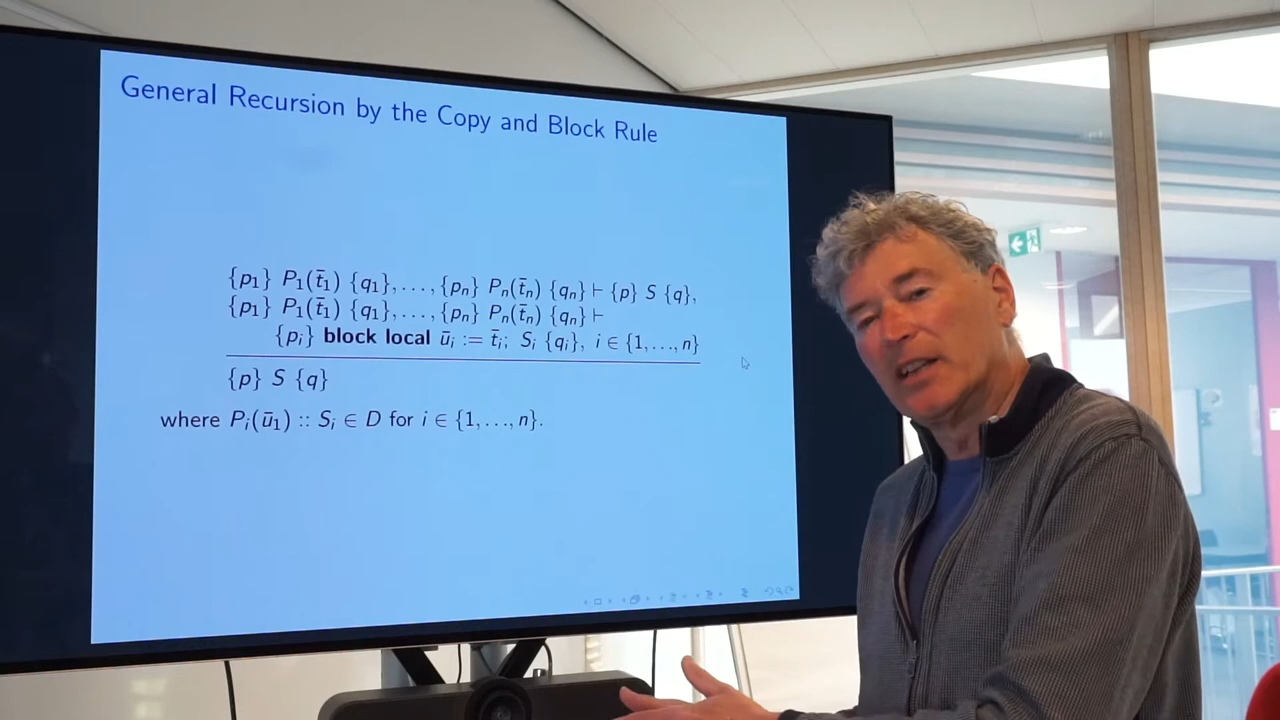 General Recursion by the Copy and Block Rule
{p₁} P₁(t̄₁) {q₁},...,{pₙ} Pₙ(t̄ₙ) {qₙ} ⊢ {p} S {q},
{p₁} P₁(t̄₁) {q₁},...,{pₙ} Pₙ(t̄ₙ) {qₙ} ⊢
{pᵢ} block local ūᵢ := t̄ᵢ; Sᵢ {qᵢ}, i ∈ {1,...,n}
{p} S {q}
where Pᵢ(ū₁) :: Sᵢ ∈ D for i ∈ {1,...,n}.